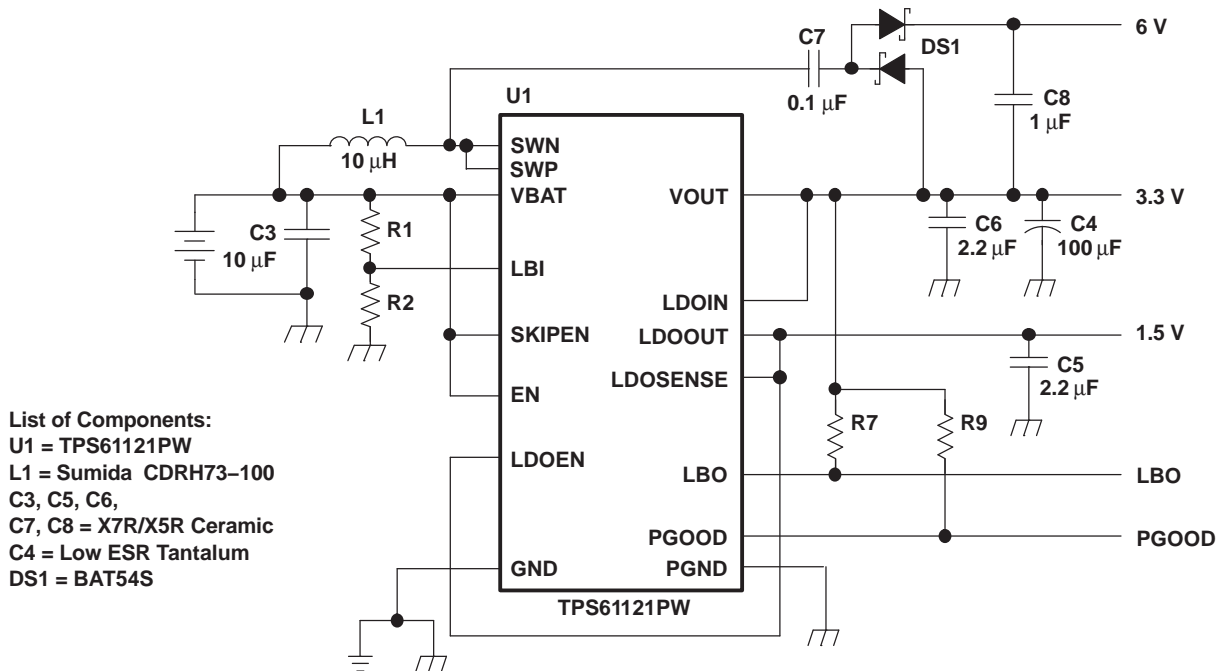 6 V
C7
DS1
0.1 μF
C8
1 μF
U1
L1
10 μH
SWN
SWP
VBAT
VOUT
3.3 V
C3
10 μF
R1
C6
2.2 μF
C4
100 μF
LBI
R2
LDOIN
SKIPEN
LDOOUT
1.5 V
LDOSENSE
C5
2.2 μF
EN
List of Components:
U1 = TPS61121PW
L1 = Sumida CDRH73–100
C3, C5, C6,
C7, C8 = X7R/X5R Ceramic
C4 = Low ESR Tantalum
DS1 = BAT54S
R7
R9
LDOEN
LBO
LBO
PGOOD
PGOOD
GND
PGND
TPS61121PW